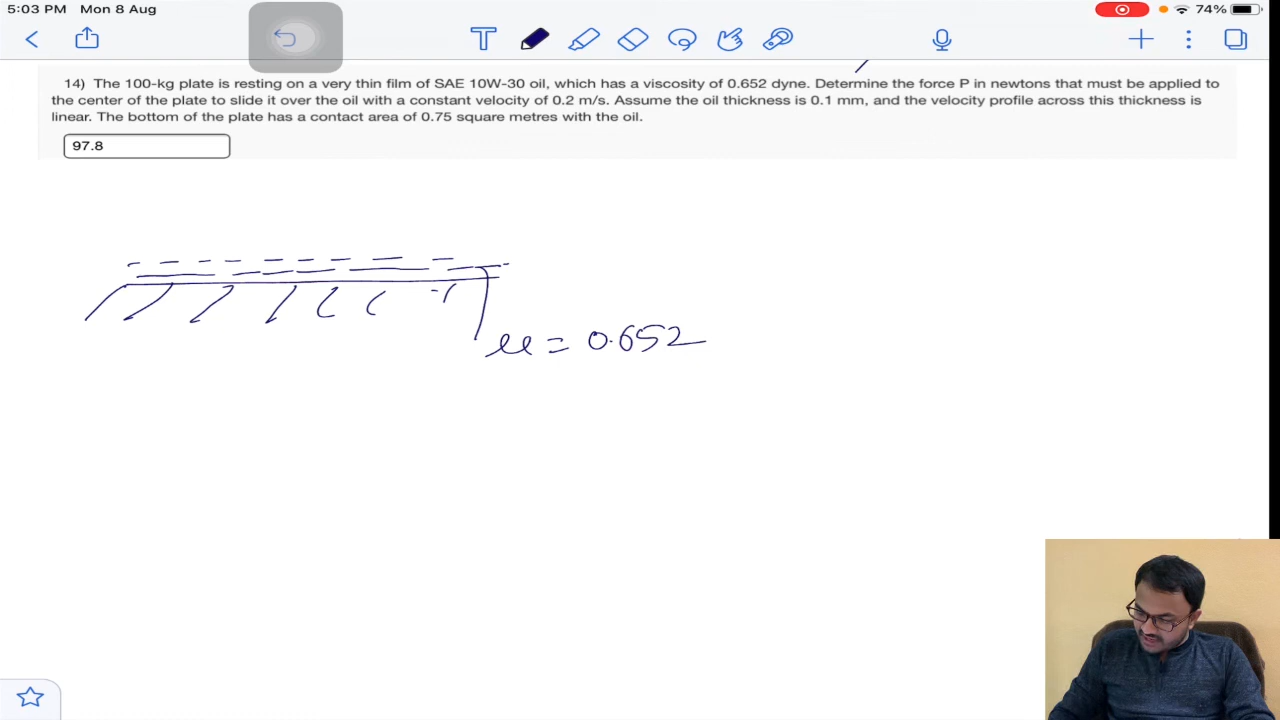 5:03 PM Mon 8 Aug
74%
14) The 100-kg plate is resting on a very thin film of SAE 10W-30 oil, which has a viscosity of 0.652 dyne. Determine the force P in newtons that must be applied to
the center of the plate to slide it over the oil with a constant velocity of 0.2 m/s. Assume the oil thickness is 0.1 mm, and the velocity profile across this thickness is
linear. The bottom of the plate has a contact area of 0.75 square metres with the oil.
97.8
μ = 0.652